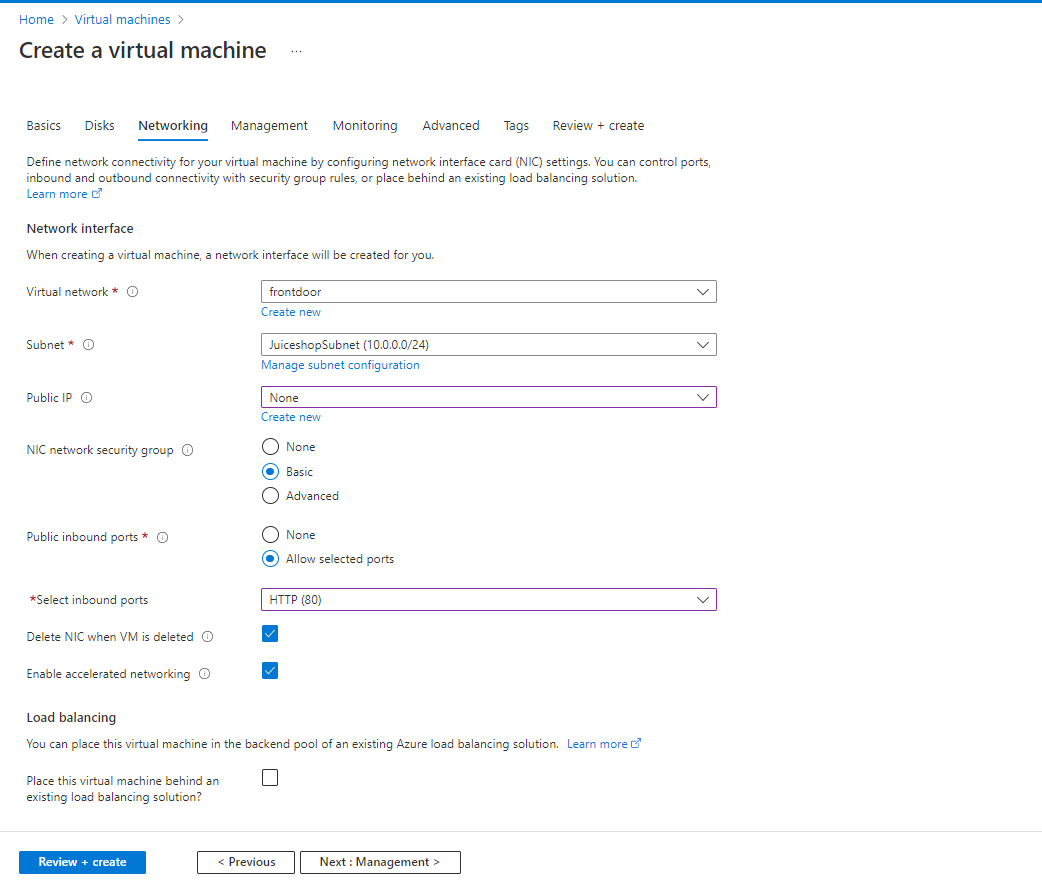 Home > Virtual machines >
Create a virtual machine ...
Basics Disks Networking Management Monitoring Advanced Tags Review + create
Define network connectivity for your virtual machine by configuring network interface card (NIC) settings. You can control ports,
inbound and outbound connectivity with security group rules, or place behind an existing load balancing solution.
Learn more
Network interface
When creating a virtual machine, a network interface will be created for you.
Virtual network * frontdoor
Create new
Subnet * JuiceshopSubnet (10.0.0.0/24)
Manage subnet configuration
Public IP None
Create new
NIC network security group None
Basic
Advanced
Public inbound ports * None
Allow selected ports
*Select inbound ports HTTP (80)
Delete NIC when VM is deleted
Enable accelerated networking
Load balancing
You can place this virtual machine in the backend pool of an existing Azure load balancing solution. Learn more
Place this virtual machine behind an
existing load balancing solution?
Review + create < Previous Next : Management >